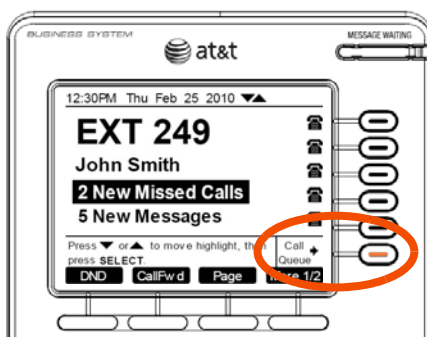 BUSINESS SYSTEM
MESSAGE WAITING
at&t
12:30PM Thu Feb 25 2010 ▼▲
EXT 249
John Smith
2 New Missed Calls
5 New Messages
Press ▼ or ▲ to move highlight, then
press SELECT.
Call
Queue
DND CallFwd Page More 1/2